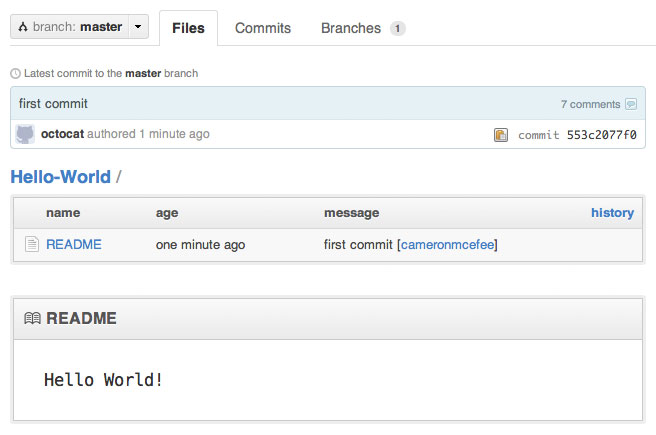 branch: master Files Commits Branches 1
Latest commit to the master branch
first commit 7 comments
octocat authored 1 minute ago commit 553c2077f0
Hello-World /
name age message history
README one minute ago first commit [cameronmcefee]
README
Hello World!